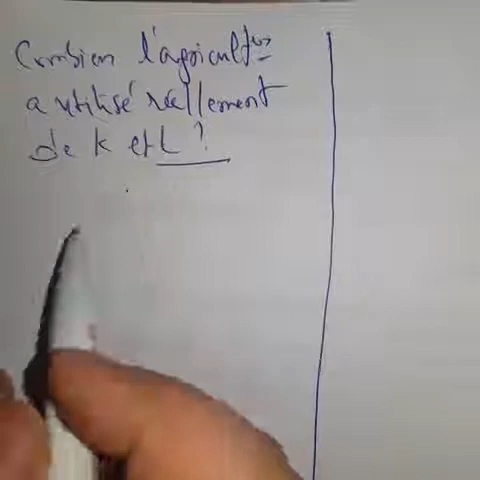 Combien l'agriculteur
a utilisé réellement
de K et L ?